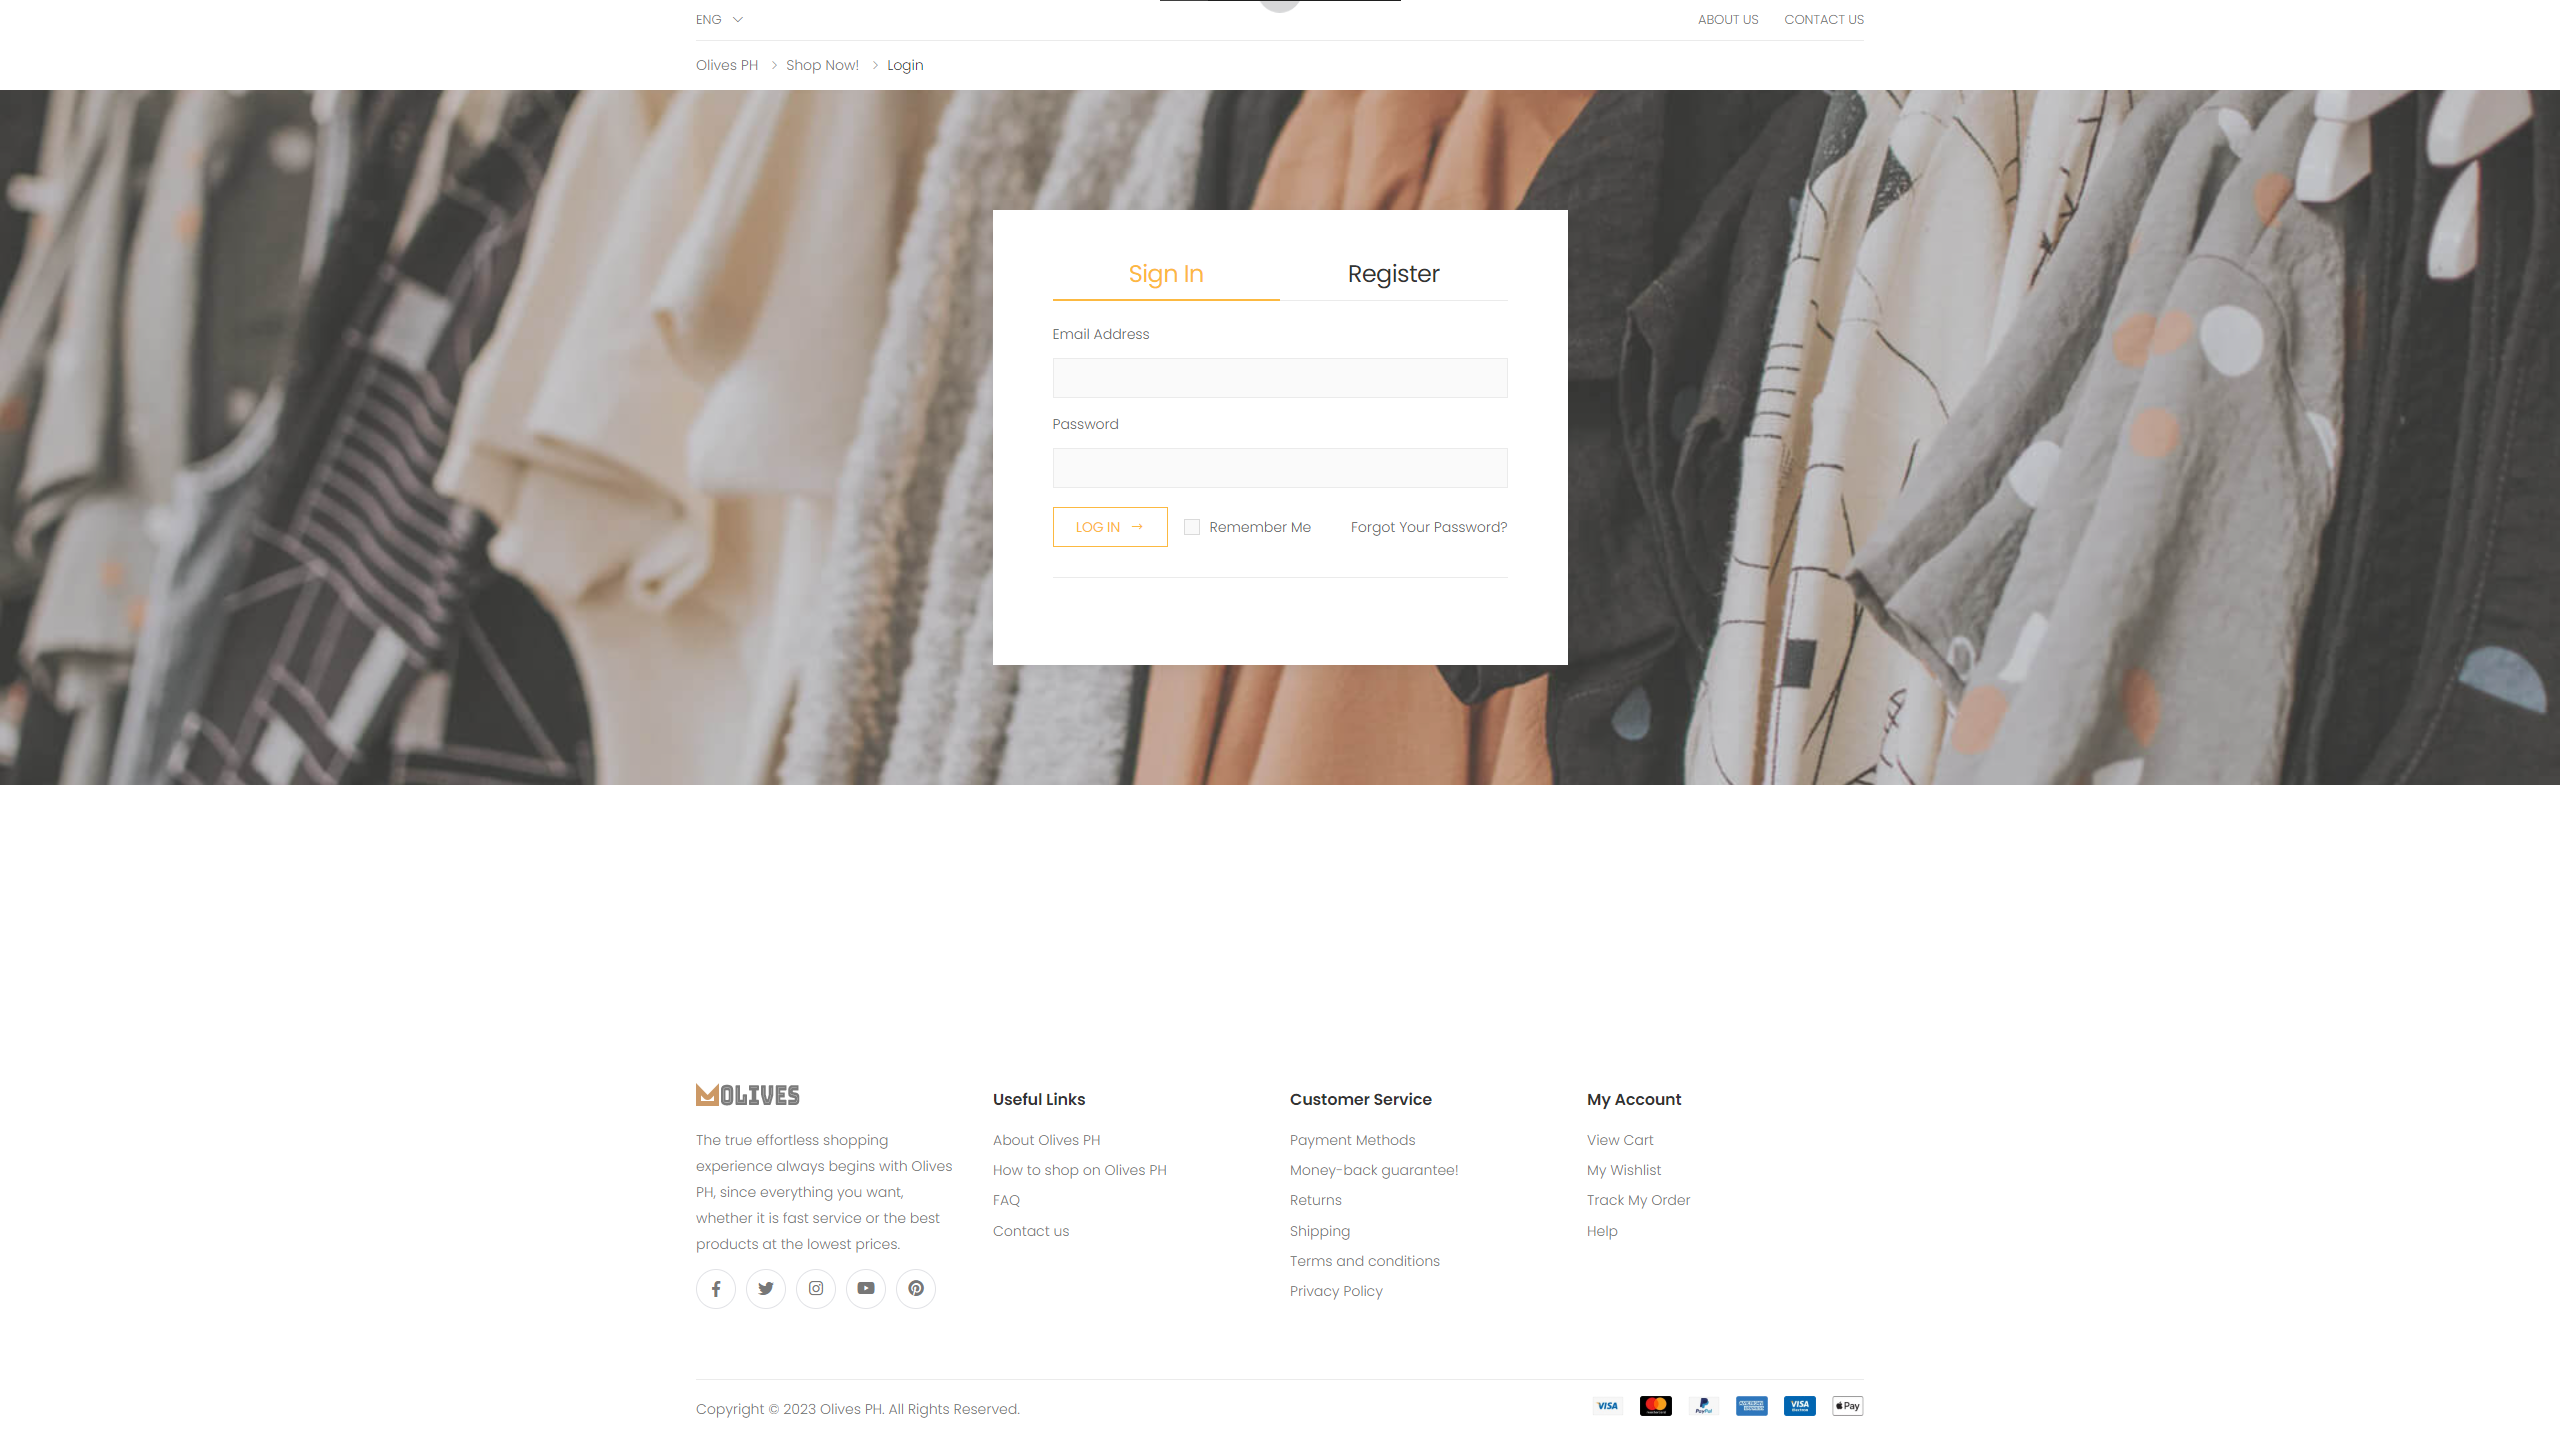 ENG
ABOUT US
CONTACT US
Olives PH
Shop Now!
Login
Sign In
Register
Email Address
Password
LOG IN
Remember Me
Forgot Your Password?
OLIVES
The true effortless shopping
experience always begins with Olives
PH, since everything you want,
whether it is fast service or the best
products at the lowest prices.
Useful Links
About Olives PH
How to shop on Olives PH
FAQ
Contact us
Customer Service
Payment Methods
Money-back guarantee!
Returns
Shipping
Terms and conditions
Privacy Policy
My Account
View Cart
My Wishlist
Track My Order
Help
Copyright © 2023 Olives PH. All Rights Reserved.
VISA
PayPal
VISA
Pay